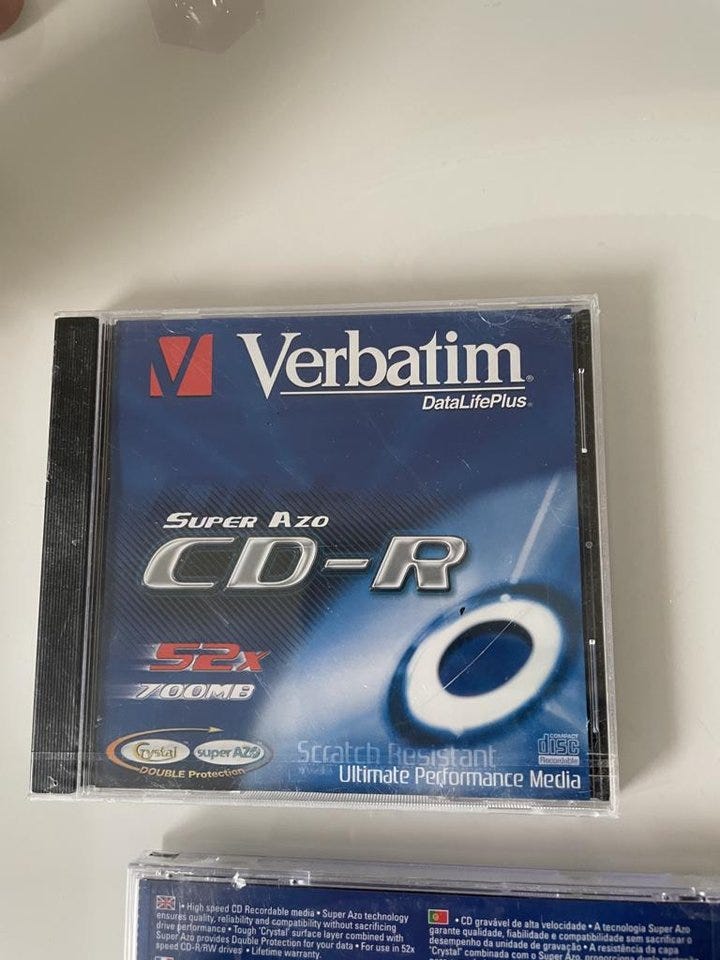 Verbatim®
DataLifePlus®
SUPER AZO
CD-R
52x
700MB
Crystal superAZO
DOUBLE Protection
Scratch Resistant
Ultimate Performance Media
COMPACT
disc
Recordable
• High speed CD Recordable media • Super Azo technology
ensures quality, reliability and compatibility without sacrificing
drive performance • Tough 'Crystal' surface layer combined with
Super Azo provides Double Protection for your data • For use in 52x
speed CD-R/RW drives • Lifetime warranty.
• CD gravável de alta velocidade • A tecnologia Super Azo
garante qualidade, fiabilidade e compatibilidade sem sacrificar o
desempenho da unidade de gravação • A resistência da capa
"Crystal" combinada com o Super Azo, proporciona dupla